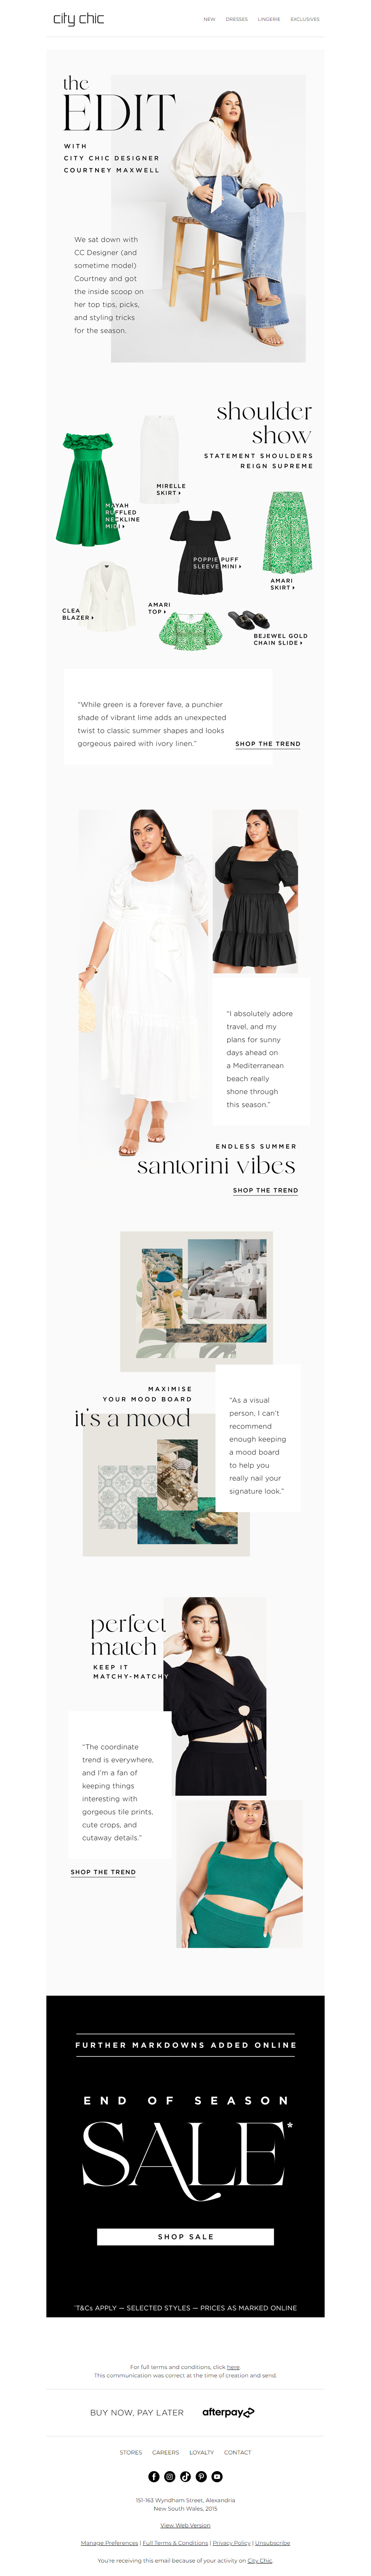 city chic
NEW DRESSES LINGERIE EXCLUSIVES
the
EDIT
WITH
CITY CHIC DESIGNER
COURTNEY MAXWELL
We sat down with
CC Designer (and
sometime model)
Courtney and got
the inside scoop on
her top tips, picks,
and styling tricks
for the season.
shoulder
show
STATEMENT SHOULDERS
REIGN SUPREME
MIRELLE
SKIRT
MAYAH
RUFFLED
NECKLINE
MIDI
POPPIE PUFF
SLEEVE MINI
AMARI
SKIRT
CLEA
BLAZER
AMARI
TOP
BEJEWEL GOLD
CHAIN SLIDE
“While green is a forever fave, a punchier
shade of vibrant lime adds an unexpected
twist to classic summer shapes and looks
gorgeous paired with ivory linen.”
SHOP THE TREND
“I absolutely adore
travel, and my
plans for sunny
days ahead on
a Mediterranean
beach really
shone through
this season.”
ENDLESS SUMMER
santorini vibes
SHOP THE TREND
MAXIMISE
YOUR MOOD BOARD
it's a mood
“As a visual
person, I can't
recommend
enough keeping
a mood board
to help you
really nail your
signature look.”
perfect
match
KEEP IT
MATCHY-MATCHY
“The coordinate
trend is everywhere,
and I'm a fan of
keeping things
interesting with
gorgeous tile prints,
cute crops, and
cutaway details.”
SHOP THE TREND
FURTHER MARKDOWNS ADDED ONLINE
END OF SEASON
SALE*
SHOP SALE
*T&Cs APPLY — SELECTED STYLES — PRICES AS MARKED ONLINE
For full terms and conditions, click here.
This communication was correct at the time of creation and send.
BUY NOW, PAY LATER afterpay
STORES CAREERS LOYALTY CONTACT
151-163 Wyndham Street, Alexandria
New South Wales, 2015
View Web Version
Manage Preferences | Full Terms & Conditions | Privacy Policy | Unsubscribe
You're receiving this email because of your activity on City Chic.